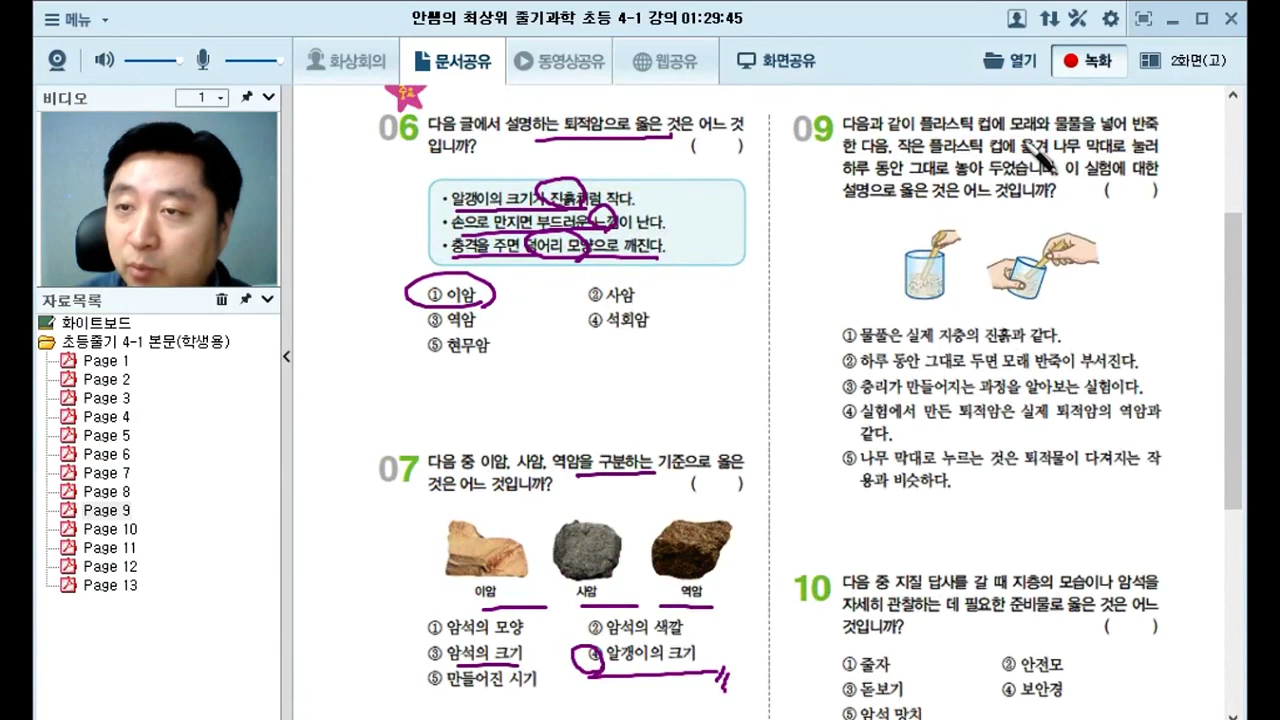 메뉴
안쌤의 최상위 줄기과학 초등 4-1 강의 01:29:45
화상회의
문서공유
동영상공유
웹공유
화면공유
열기
녹화
2화면(고)
비디오
1
자료목록
화이트보드
초등줄기 4-1 본문(학생용)
Page 1
Page 2
Page 3
Page 4
Page 5
Page 6
Page 7
Page 8
Page 9
Page 10
Page 11
Page 12
Page 13
중요
06 다음 글에서 설명하는 퇴적암으로 옳은 것은 어느 것
입니까? ( )
• 알갱이의 크기가 진흙처럼 작다.
• 손으로 만지면 부드러운 느낌이 난다.
• 충격을 주면 덩어리 모양으로 깨진다.
① 이암 ② 사암
③ 역암 ④ 석회암
⑤ 현무암
07 다음 중 이암, 사암, 역암을 구분하는 기준으로 옳은
것은 어느 것입니까? ( )
이암 사암 역암
① 암석의 모양 ② 암석의 색깔
③ 암석의 크기 ④ 알갱이의 크기
⑤ 만들어진 시기
09 다음과 같이 플라스틱 컵에 모래와 물풀을 넣어 반죽
한 다음, 작은 플라스틱 컵에 옮겨 나무 막대로 눌러
하루 동안 그대로 놓아 두었습니다. 이 실험에 대한
설명으로 옳은 것은 어느 것입니까? ( )
① 물풀은 실제 지층의 진흙과 같다.
② 하루 동안 그대로 두면 모래 반죽이 부서진다.
③ 층리가 만들어지는 과정을 알아보는 실험이다.
④ 실험에서 만든 퇴적암은 실제 퇴적암의 역암과
같다.
⑤ 나무 막대로 누르는 것은 퇴적물이 다져지는 작
용과 비슷하다.
10 다음 중 지질 답사를 갈 때 지층의 모습이나 암석을
자세히 관찰하는 데 필요한 준비물로 옳은 것은 어느
것입니까? ( )
① 줄자 ② 안전모
③ 돋보기 ④ 보안경
⑤ 암석 망치